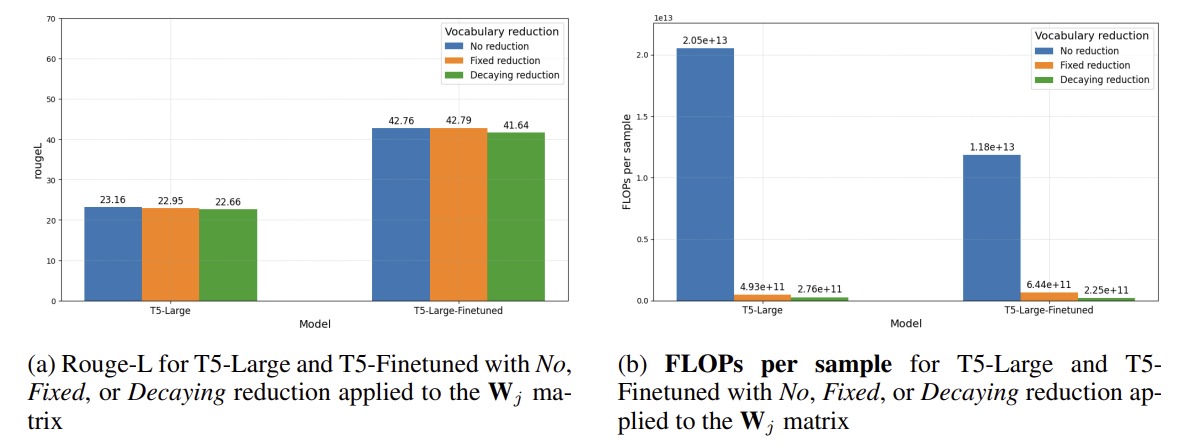 70
60
50
40
30
20
10
0
rougeL
Vocabulary reduction
No reduction
Fixed reduction
Decaying reduction
23.16
22.95
22.66
42.76
42.79
41.64
T5-Large
T5-Large-Finetuned
Model
(a) Rouge-L for T5-Large and T5-Finetuned with No,
Fixed, or Decaying reduction applied to the W_j ma-
trix
1e13
2.0
1.5
1.0
0.5
0.0
FLOPs per sample
Vocabulary reduction
No reduction
Fixed reduction
Decaying reduction
2.05e+13
4.93e+11
2.76e+11
1.18e+13
6.44e+11
2.25e+11
T5-Large
T5-Large-Finetuned
Model
(b) FLOPs per sample for T5-Large and T5-
Finetuned with No, Fixed, or Decaying reduction ap-
plied to the W_j matrix